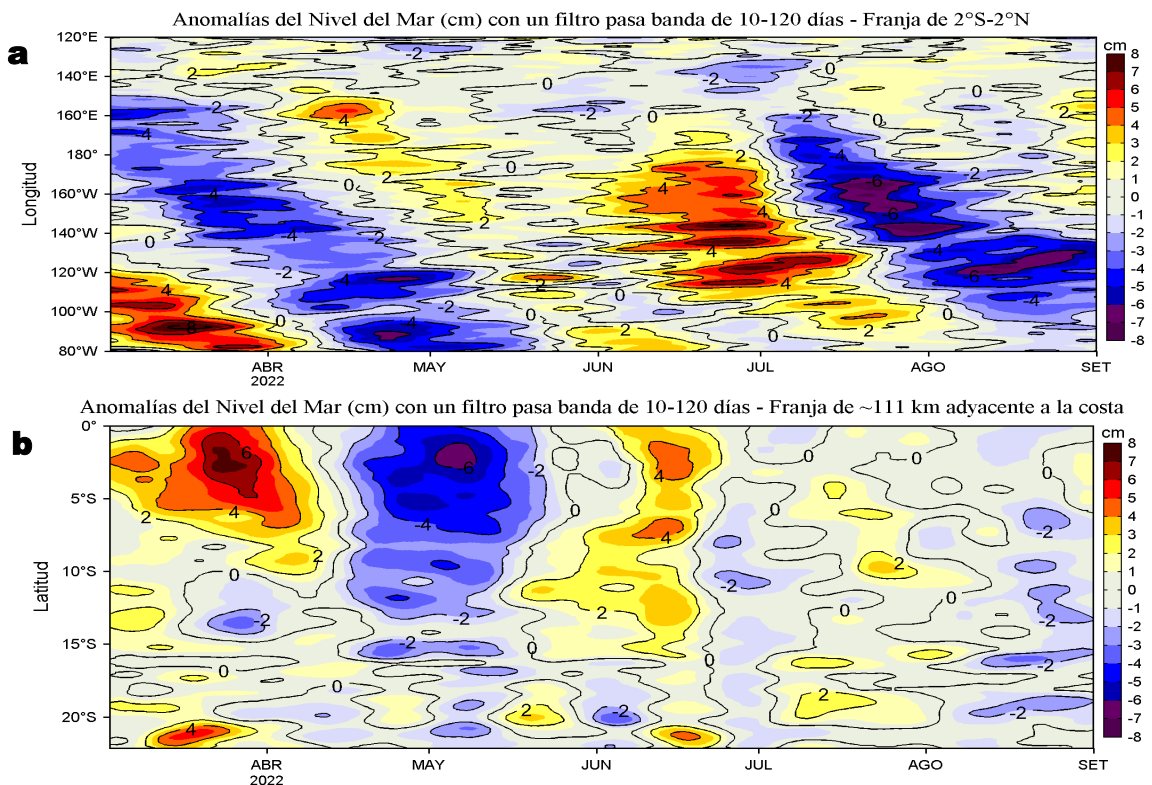 Anomalías del Nivel del Mar (cm) con un filtro pasa banda de 10-120 días - Franja de 2°S-2°N
a
Longitud
120°E
140°E
160°E
180°
160°W
140°W
120°W
100°W
80°W
ABR
2022
MAY
JUN
JUL
AGO
SET
cm
8
7
6
5
4
3
2
1
0
-1
-2
-3
-4
-5
-6
-7
-8
Anomalías del Nivel del Mar (cm) con un filtro pasa banda de 10-120 días - Franja de ~111 km adyacente a la costa
b
Latitud
0°
5°S
10°S
15°S
20°S
ABR
2022
MAY
JUN
JUL
AGO
SET
cm
8
7
6
5
4
3
2
1
0
-1
-2
-3
-4
-5
-6
-7
-8